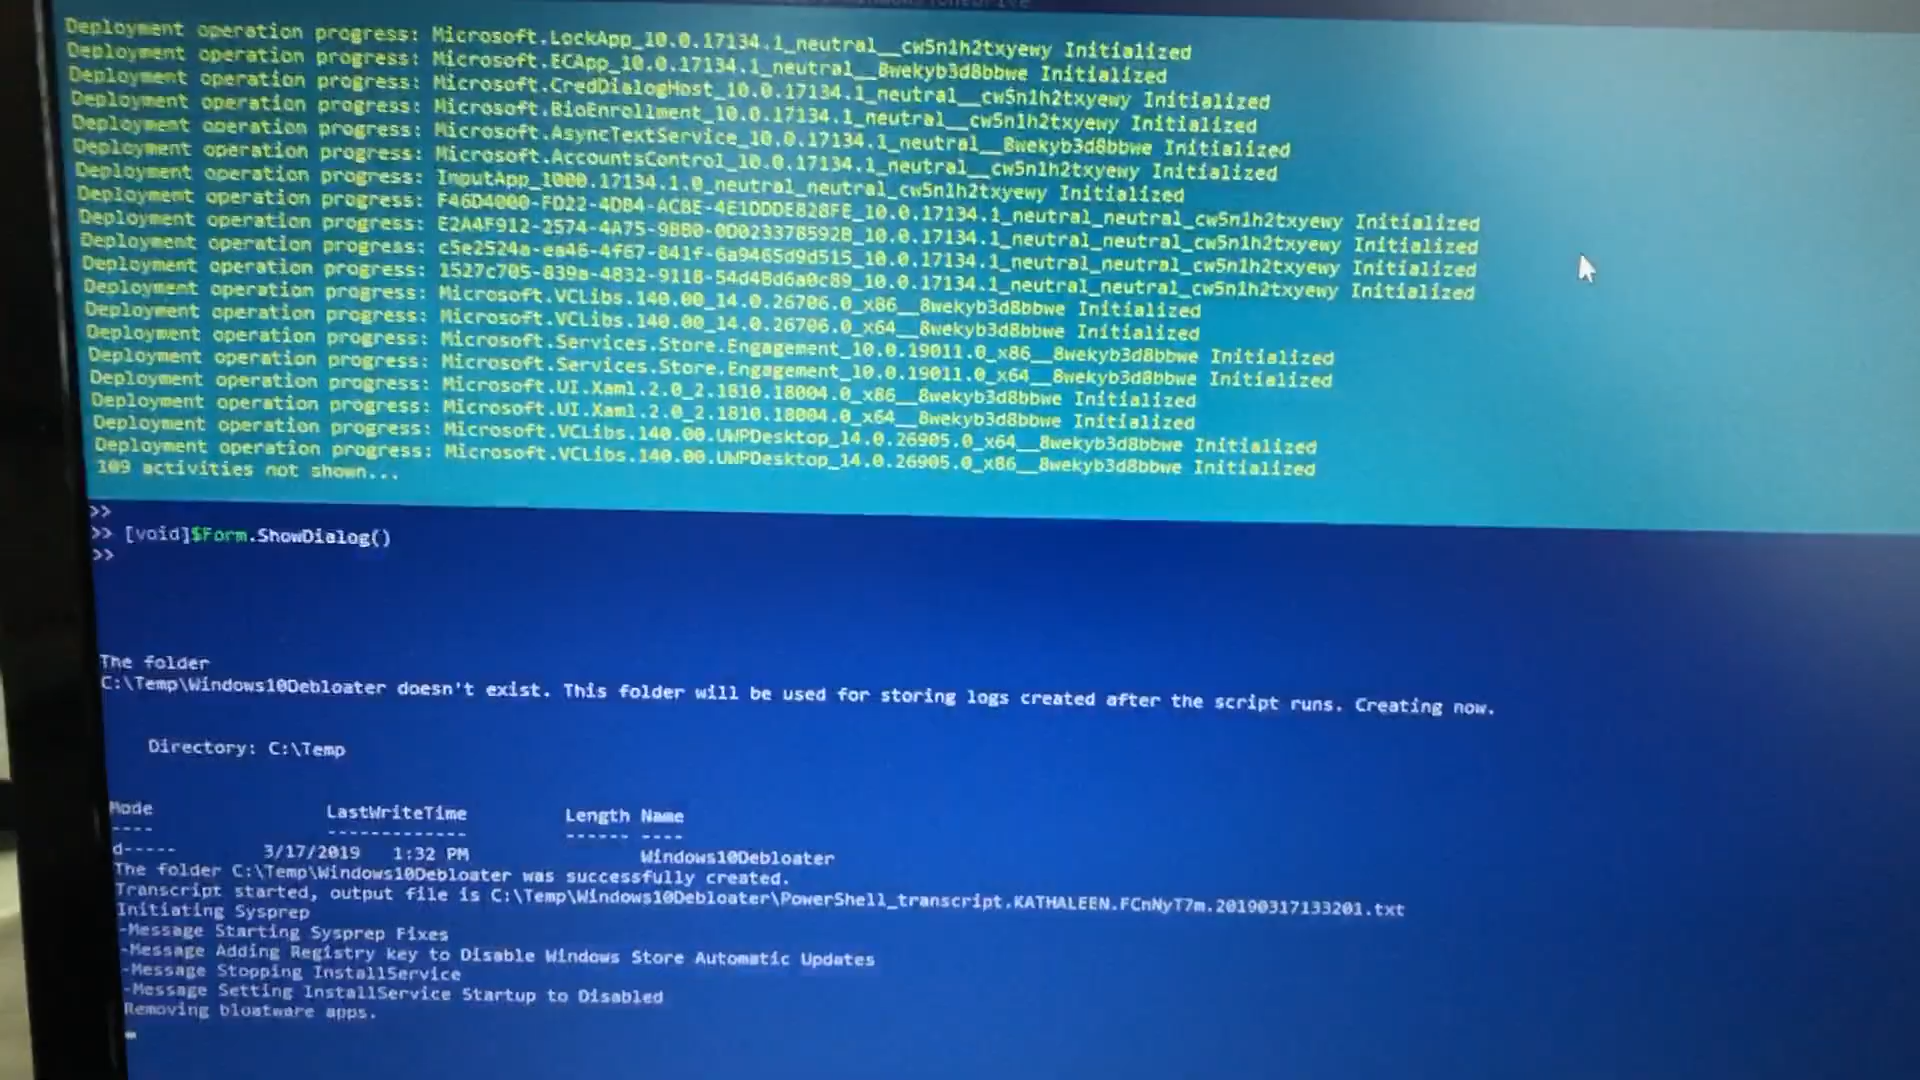 Deployment operation progress: Microsoft.LockApp_10.0.17134.1_neutral__cw5n1h2txyewy Initialized
Deployment operation progress: Microsoft.ECApp_10.0.17134.1_neutral__8wekyb3d8bbwe Initialized
Deployment operation progress: Microsoft.CredDialogHost_10.0.17134.1_neutral__cw5n1h2txyewy Initialized
Deployment operation progress: Microsoft.BioEnrollment_10.0.17134.1_neutral__cw5n1h2txyewy Initialized
Deployment operation progress: Microsoft.AsyncTextService_10.0.17134.1_neutral__8wekyb3d8bbwe Initialized
Deployment operation progress: Microsoft.AccountsControl_10.0.17134.1_neutral__cw5n1h2txyewy Initialized
Deployment operation progress: InputApp_1000.17134.1.0_neutral_neutral_cw5n1h2txyewy Initialized
Deployment operation progress: F46D4000-FD22-4DB4-AC8E-4E1DDDE828FE_10.0.17134.1_neutral_neutral_cw5n1h2txyewy Initialized
Deployment operation progress: E2A4F912-2574-4A75-9BB0-0D023378592B_10.0.17134.1_neutral_neutral_cw5n1h2txyewy Initialized
Deployment operation progress: c5e2524a-ea46-4f67-841f-6a9465d9d515_10.0.17134.1_neutral_neutral_cw5n1h2txyewy Initialized
Deployment operation progress: 1527c705-839a-4832-9118-54d4Bd6a0c89_10.0.17134.1_neutral_neutral_cw5n1h2txyewy Initialized
Deployment operation progress: Microsoft.VCLibs.140.00_14.0.26706.0_x86__8wekyb3d8bbwe Initialized
Deployment operation progress: Microsoft.VCLibs.140.00_14.0.26706.0_x64__8wekyb3d8bbwe Initialized
Deployment operation progress: Microsoft.Services.Store.Engagement_10.0.19011.0_x86__8wekyb3d8bbwe Initialized
Deployment operation progress: Microsoft.Services.Store.Engagement_10.0.19011.0_x64__8wekyb3d8bbwe Initialized
Deployment operation progress: Microsoft.UI.Xaml.2.0_2.1810.18004.0_x86__8wekyb3d8bbwe Initialized
Deployment operation progress: Microsoft.UI.Xaml.2.0_2.1810.18004.0_x64__8wekyb3d8bbwe Initialized
Deployment operation progress: Microsoft.VCLibs.140.00.UWPDesktop_14.0.26905.0_x64__8wekyb3d8bbwe Initialized
Deployment operation progress: Microsoft.VCLibs.140.00.UWPDesktop_14.0.26905.0_x86__8wekyb3d8bbwe Initialized
109 activities not shown...
>>
>> [void]$Form.ShowDialog()
>>
The folder
C:\Temp\Windows10Debloater doesn't exist. This folder will be used for storing logs created after the script runs. Creating now.
Directory: C:\Temp
Mode LastWriteTime Length Name
---- ------------- ------ ----
d----- 3/17/2019 1:32 PM Windows10Debloater
The folder C:\Temp\Windows10Debloater was successfully created.
Transcript started, output file is C:\Temp\Windows10Debloater\PowerShell_transcript.KATHALEEN.FCnNyT7m.20190317133201.txt
Initiating Sysprep
-Message Starting Sysprep Fixes
-Message Adding Registry key to Disable Windows Store Automatic Updates
-Message Stopping InstallService
-Message Setting InstallService Startup to Disabled
Removing bloatware apps.